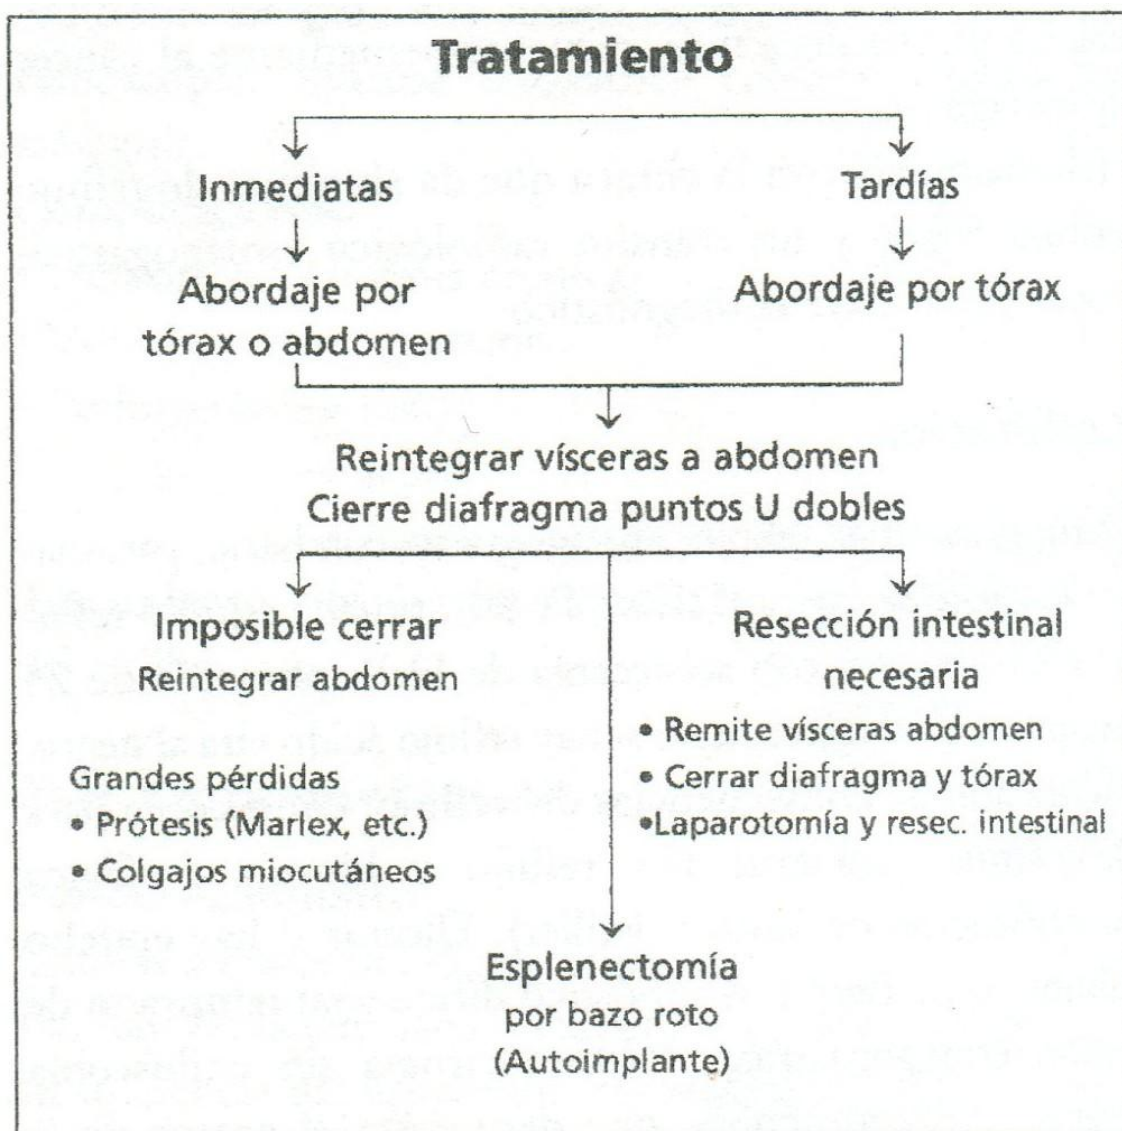 Tratamiento
Inmediatas
Tardías
Abordaje por
tórax o abdomen
Abordaje por tórax
Reintegrar vísceras a abdomen
Cierre diafragma puntos U dobles
Imposible cerrar
Reintegrar abdomen
Grandes pérdidas
• Prótesis (Marlex, etc.)
• Colgajos miocutáneos
Resección intestinal
necesaria
• Remite vísceras abdomen
• Cerrar diafragma y tórax
•Laparotomía y resec. intestinal
Esplenectomía
por bazo roto
(Autoimplante)